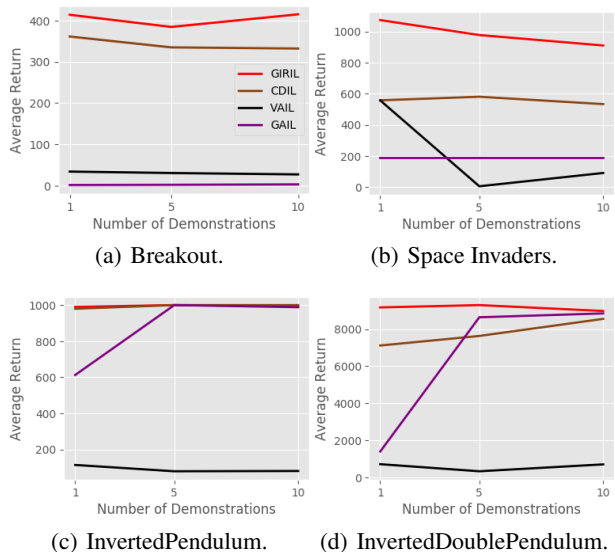 400
300
200
100
0
Average Return
GIRIL
CDIL
VAIL
GAIL
1 5 10
Number of Demonstrations
(a) Breakout.
1000
800
600
400
200
0
Average Return
1 5 10
Number of Demonstrations
(b) Space Invaders.
1000
800
600
400
200
Average Return
1 5 10
Number of Demonstrations
(c) InvertedPendulum.
8000
6000
4000
2000
0
Average Return
1 5 10
Number of Demonstrations
(d) InvertedDoublePendulum.